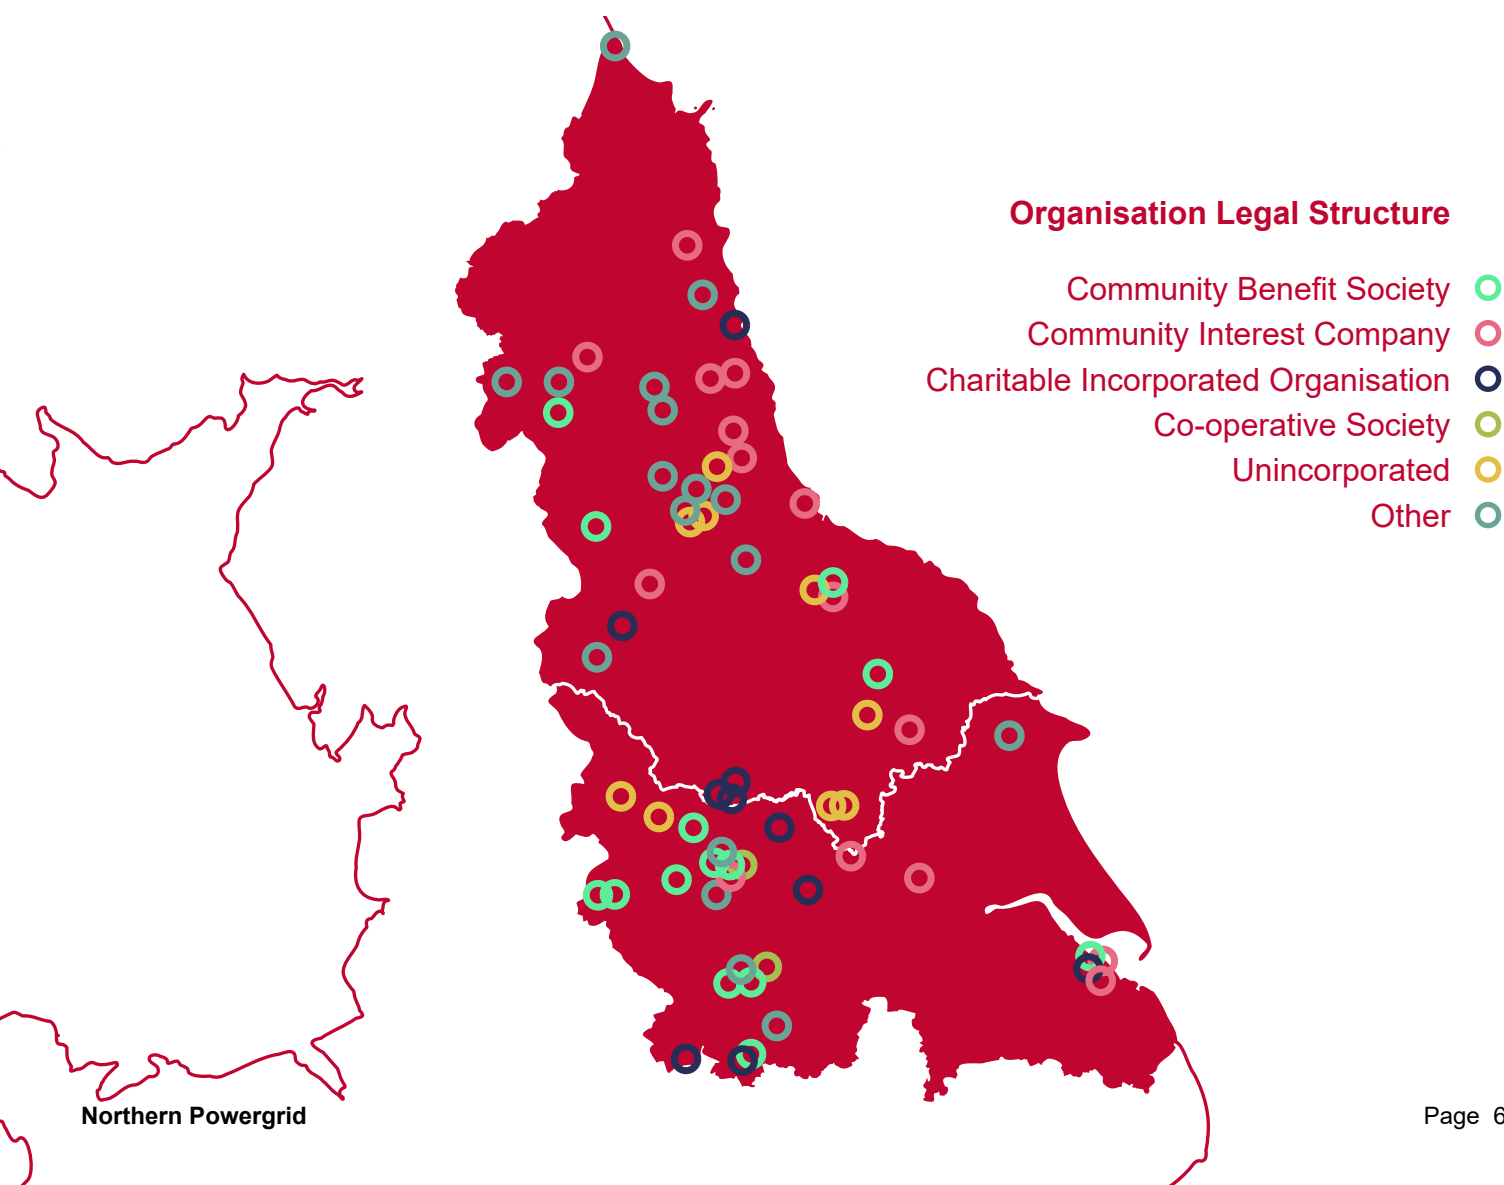 Organisation Legal Structure
Community Benefit Society
Community Interest Company
Charitable Incorporated Organisation
Co-operative Society
Unincorporated
Other
Northern Powergrid
Page 6